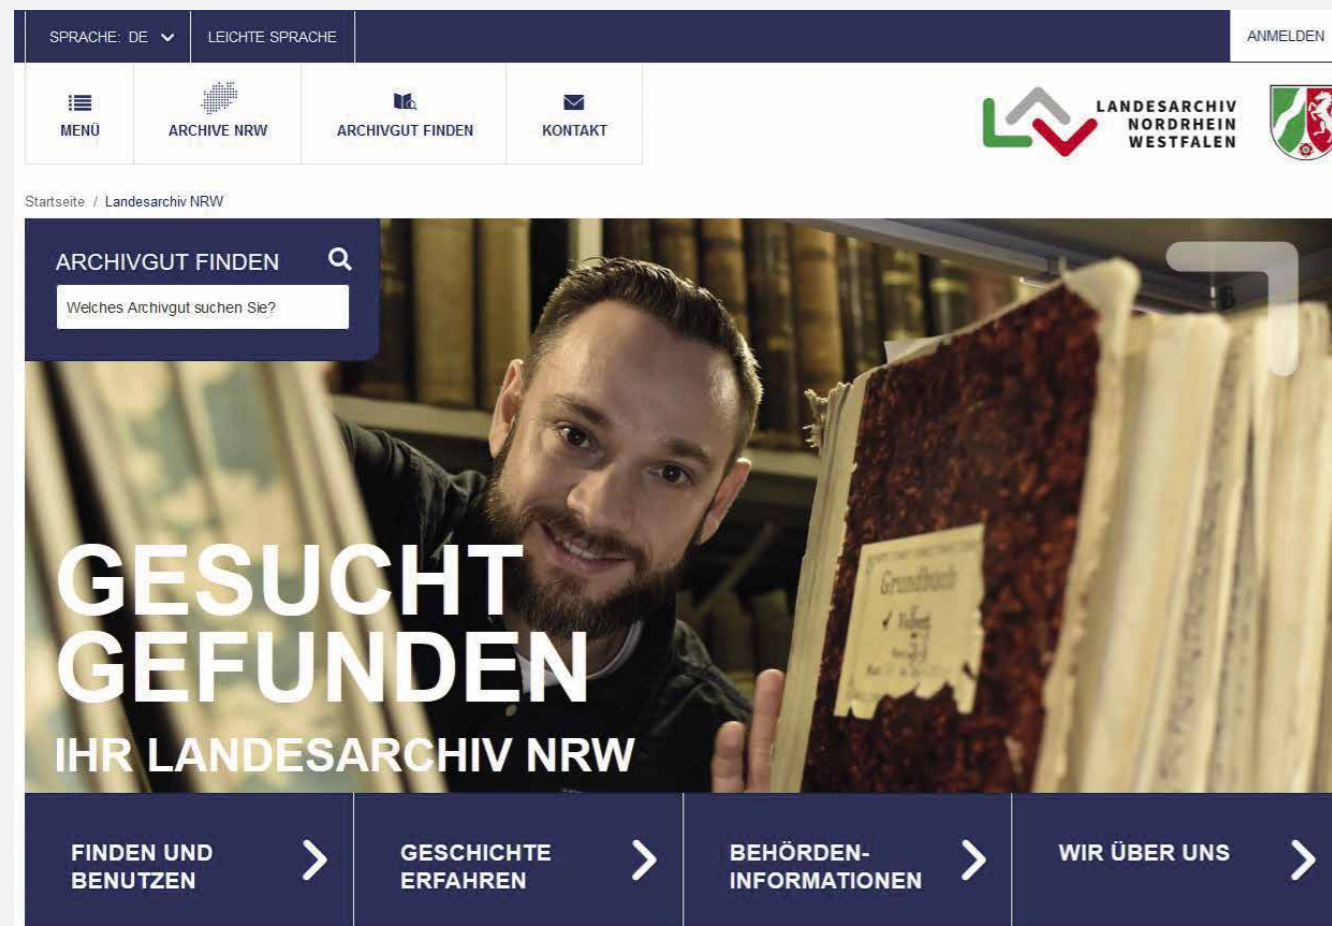 SPRACHE: DE
LEICHTE SPRACHE
ANMELDEN
MENÜ
ARCHIVE NRW
ARCHIVGUT FINDEN
KONTAKT
LANDESARCHIV
NORDRHEIN
WESTFALEN
Startseite / Landesarchiv NRW
ARCHIVGUT FINDEN
Welches Archivgut suchen Sie?
Grundbuch
GESUCHT
GEFUNDEN
IHR LANDESARCHIV NRW
FINDEN UND
BENUTZEN
GESCHICHTE
ERFAHREN
BEHÖRDEN-
INFORMATIONEN
WIR ÜBER UNS